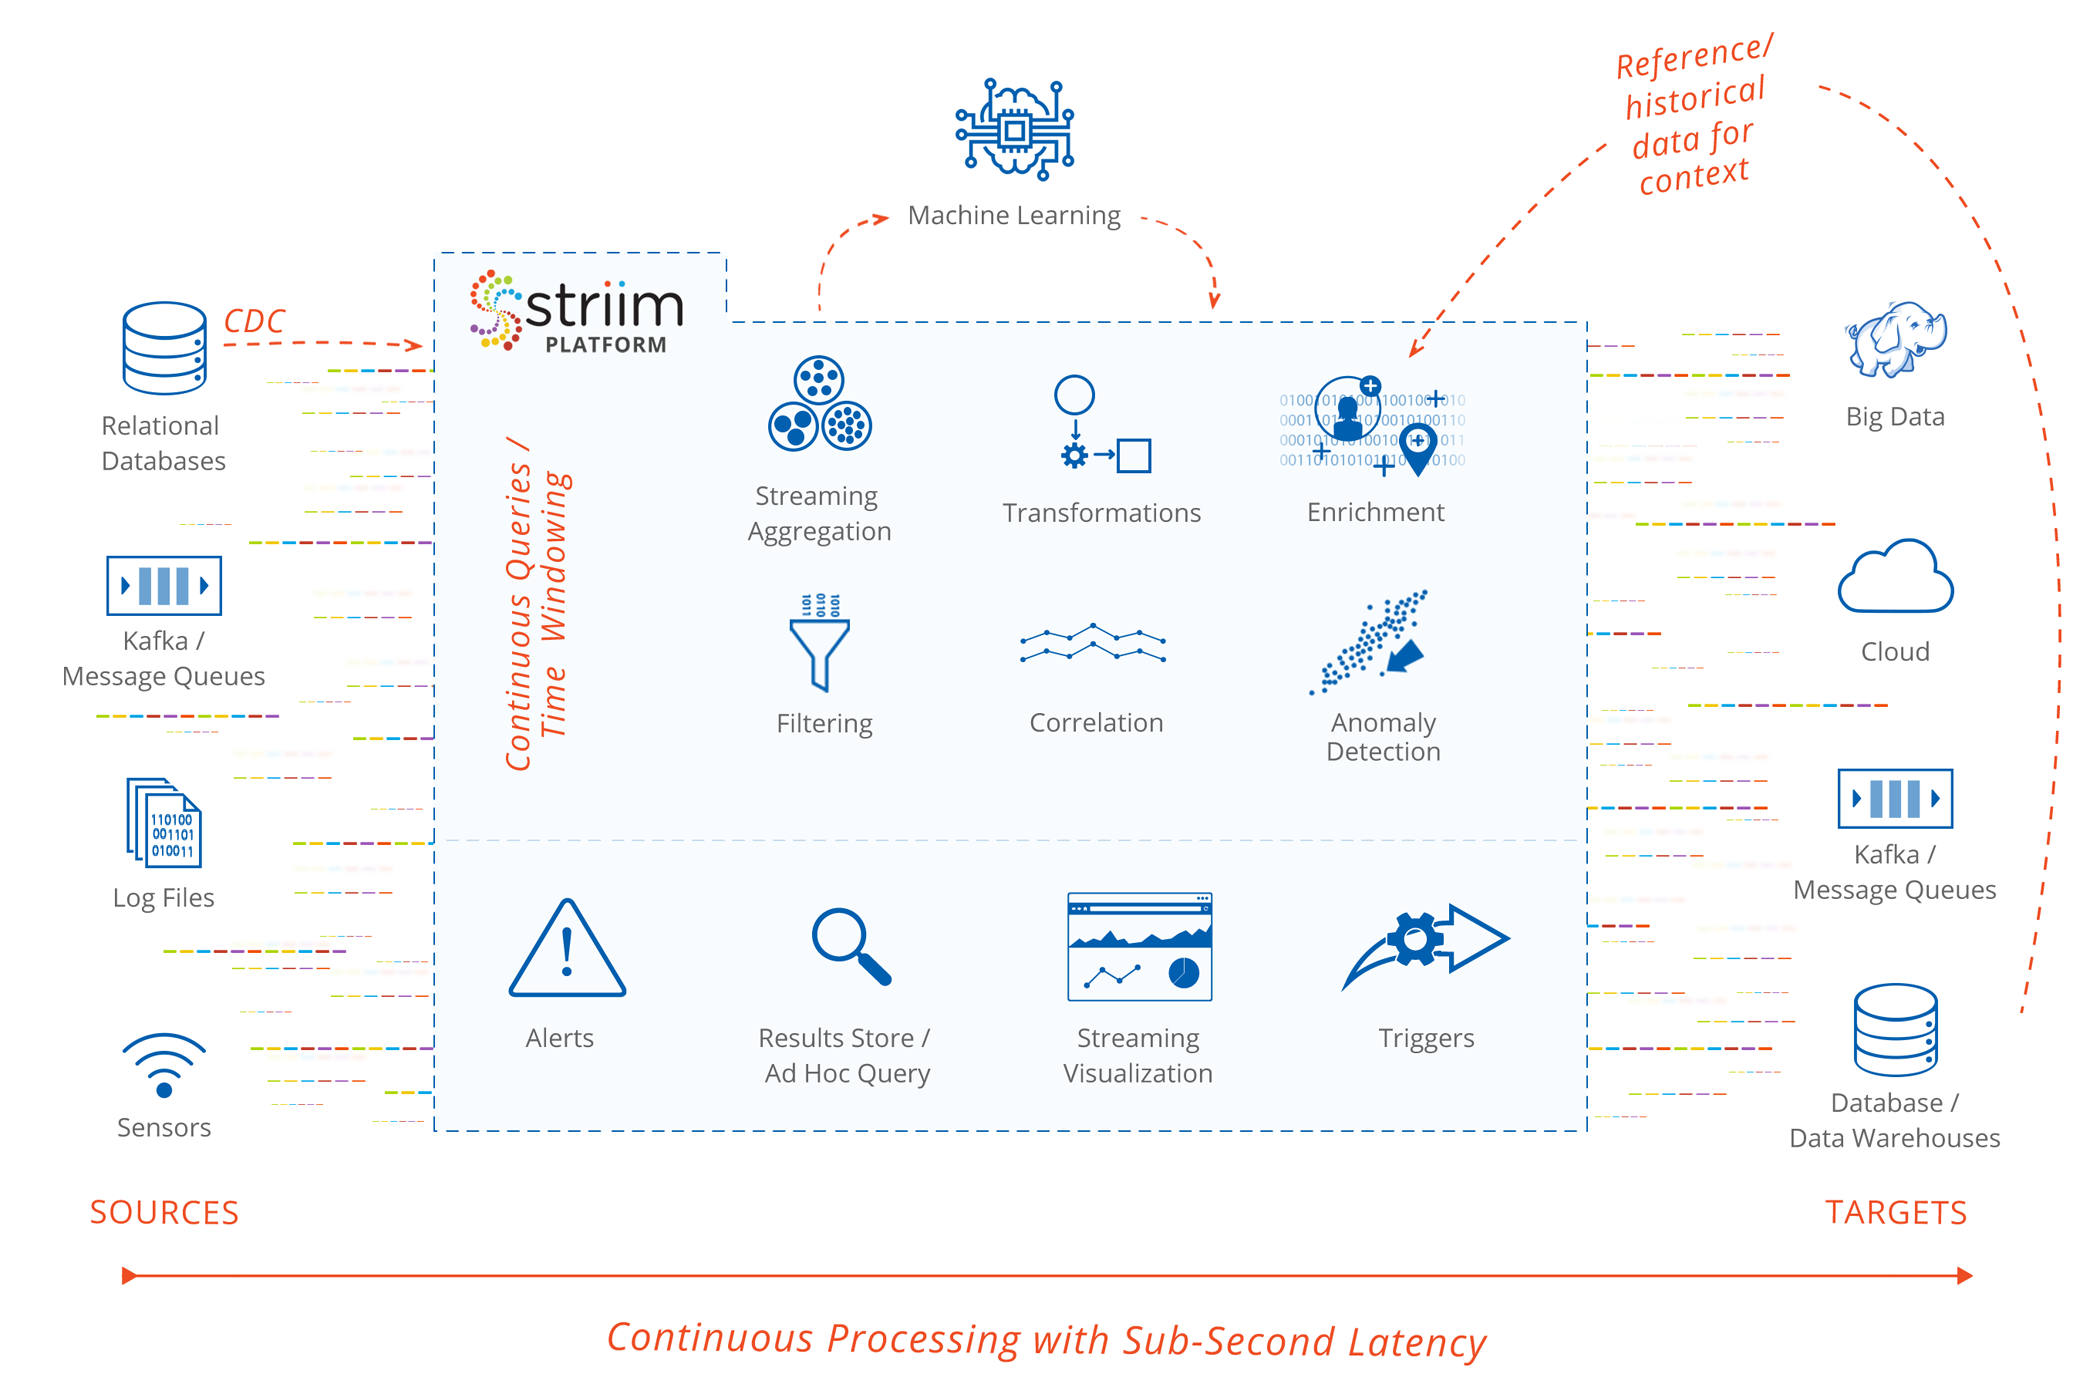 Reference/
historical
data for
context
Machine Learning
striim
PLATFORM
CDC
Relational
Databases
Kafka /
Message Queues
110100
001101
010011
Log Files
Sensors
SOURCES
Continuous Queries /
Time Windowing
Streaming
Aggregation
Transformations
Enrichment
1011
0110
1010
Filtering
Correlation
Anomaly
Detection
Alerts
Results Store /
Ad Hoc Query
Streaming
Visualization
Triggers
Big Data
Cloud
Kafka /
Message Queues
Database /
Data Warehouses
TARGETS
Continuous Processing with Sub-Second Latency